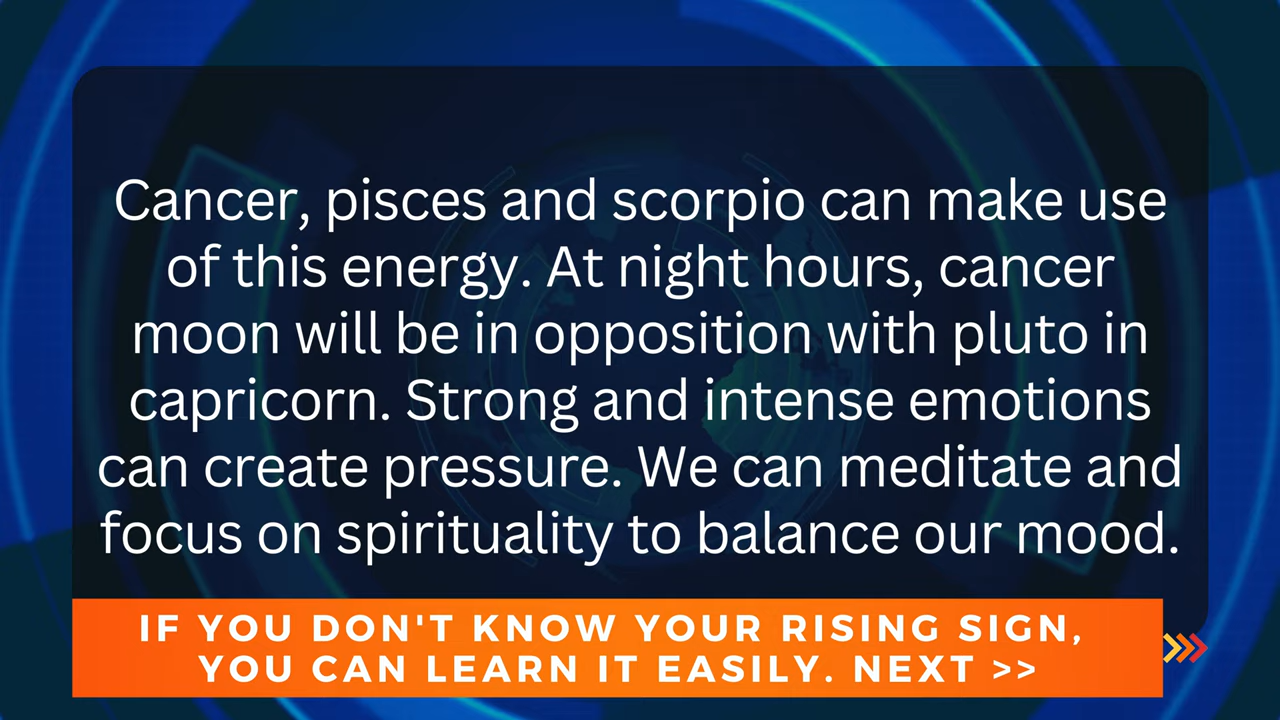 Cancer, pisces and scorpio can make use
of this energy. At night hours, cancer
moon will be in opposition with pluto in
capricorn. Strong and intense emotions
can create pressure. We can meditate and
focus on spirituality to balance our mood.
IF YOU DON'T KNOW YOUR RISING SIGN,
YOU CAN LEARN IT EASILY. NEXT >>